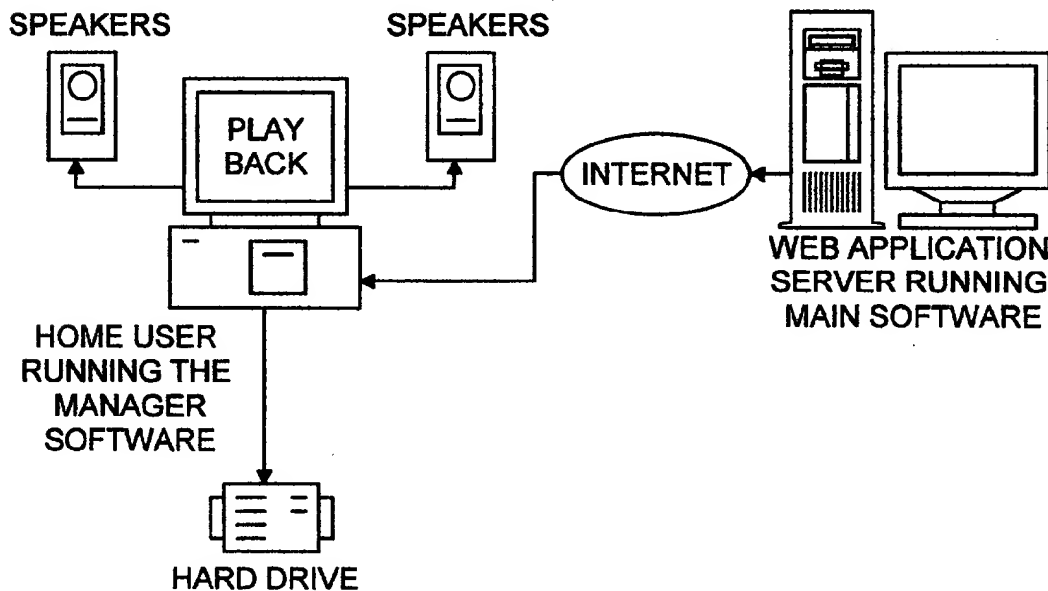 SPEAKERS
SPEAKERS
PLAY
BACK
INTERNET
WEB APPLICATION
SERVER RUNNING
MAIN SOFTWARE
HOME USER
RUNNING THE
MANAGER
SOFTWARE
HARD DRIVE